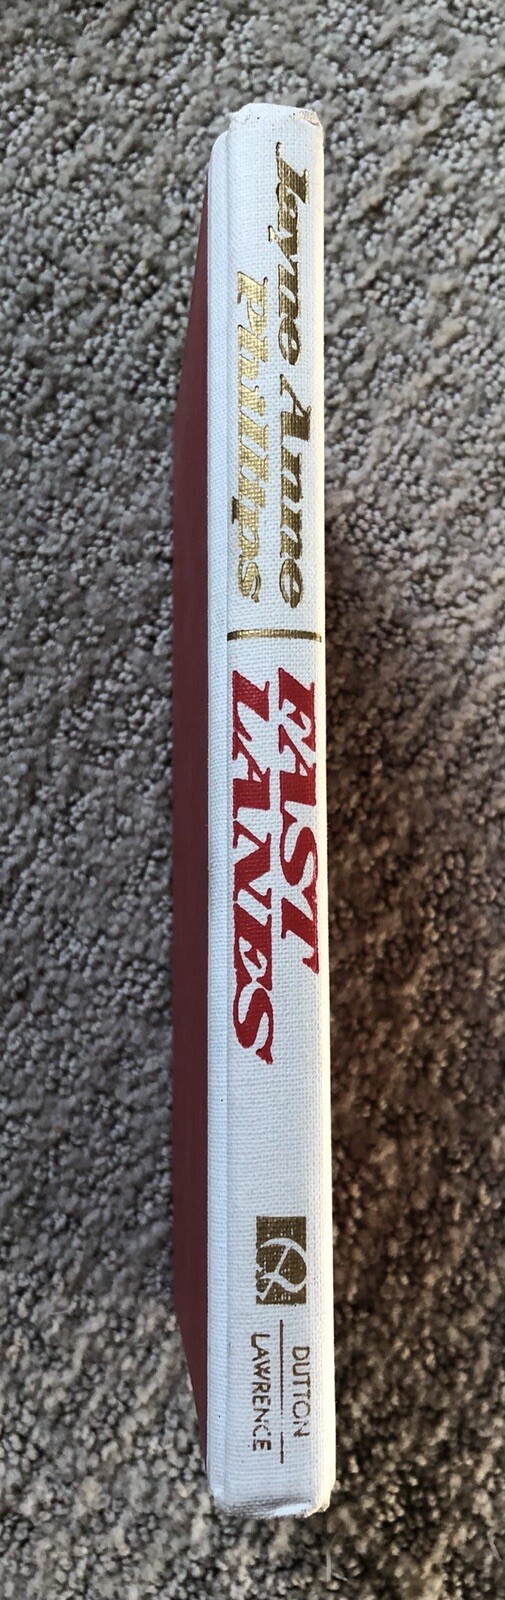 Jayne Anne
Phillips
FAST
LANES
DUTTON
LAWRENCE